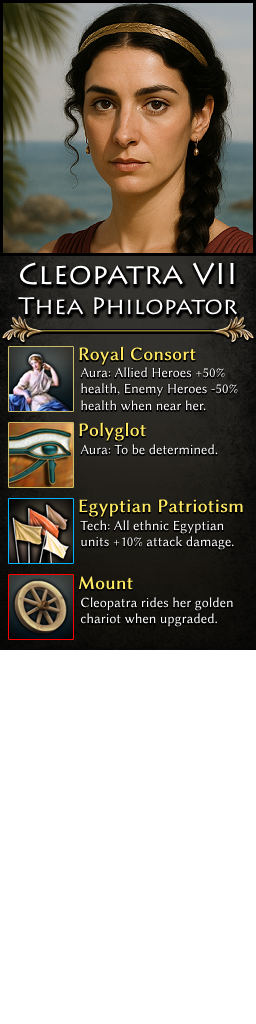 Cleopatra VII
Thea Philopator
Royal Consort
Aura: Allied Heroes +50%
health. Enemy Heroes -50%
health when near her.
Polyglot
Aura: To be determined.
Egyptian Patriotism
Tech: All ethnic Egyptian
units +10% attack damage.
Mount
Cleopatra rides her golden
chariot when upgraded.